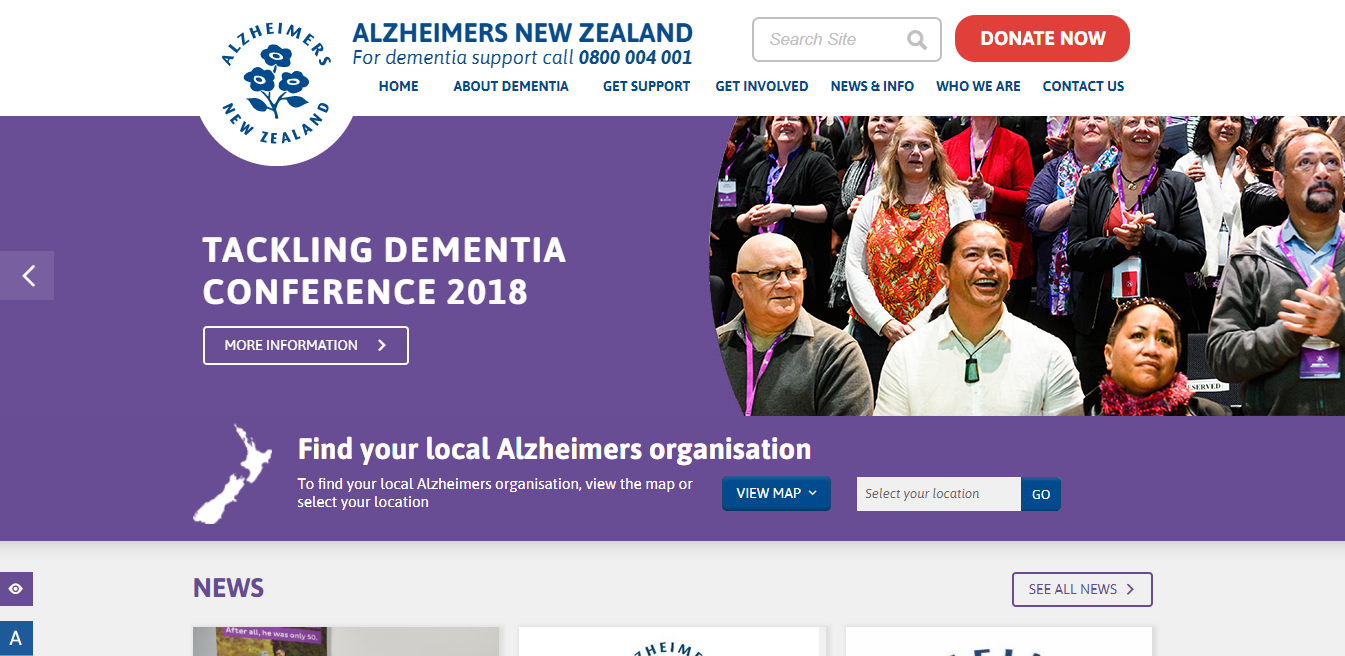 ALZHEIMERS
NEW ZEALAND
ALZHEIMERS NEW ZEALAND
For dementia support call 0800 004 001
Search Site
DONATE NOW
HOME ABOUT DEMENTIA GET SUPPORT GET INVOLVED NEWS & INFO WHO WE ARE CONTACT US
TACKLING DEMENTIA
CONFERENCE 2018
MORE INFORMATION
SERVED
Find your local Alzheimers organisation
To find your local Alzheimers organisation, view the map or
select your location
VIEW MAP
Select your location
GO
NEWS
SEE ALL NEWS
A
After all, he was only 50.